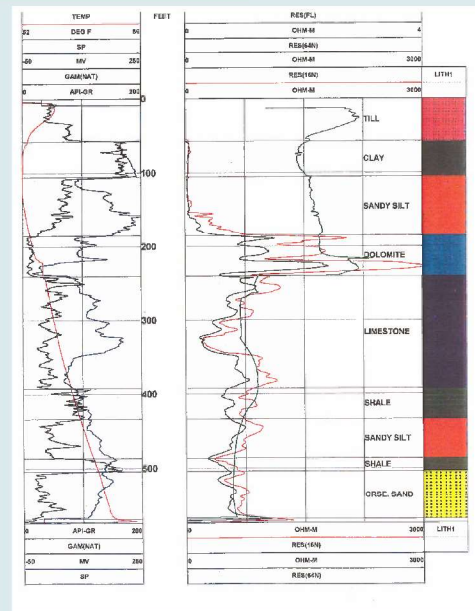 TEMP FEET RES(FL)
52 DEG F 56 0 OHM-M 4
SP RES(64N)
-50 MV 250 0 OHM-M 3000
GAM(NAT) RES(16N) LITH1
0 API-GR 200 0 OHM-M 3000
0
TILL
CLAY
100
SANDY SILT
200
DOLOMITE
300
LIMESTONE
400
SHALE
SANDY SILT
SHALE
500
CRSE. SAND
0 API-GR 200 0 OHM-M 3000 LITH1
GAM(NAT) RES(16N)
-50 MV 250 0 OHM-M 3000
SP RES(64N)